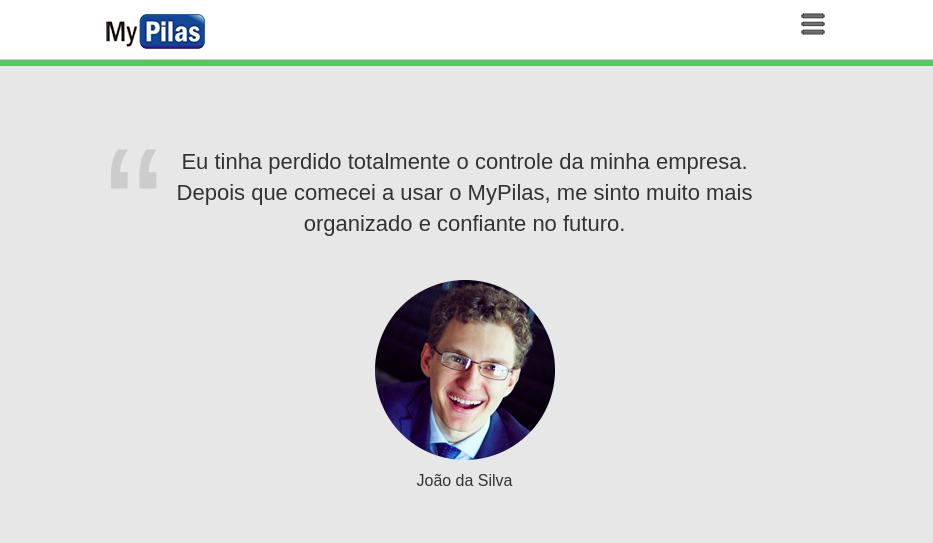 My Pilas
“
Eu tinha perdido totalmente o controle da minha empresa.
Depois que comecei a usar o MyPilas, me sinto muito mais
organizado e confiante no futuro.
João da Silva